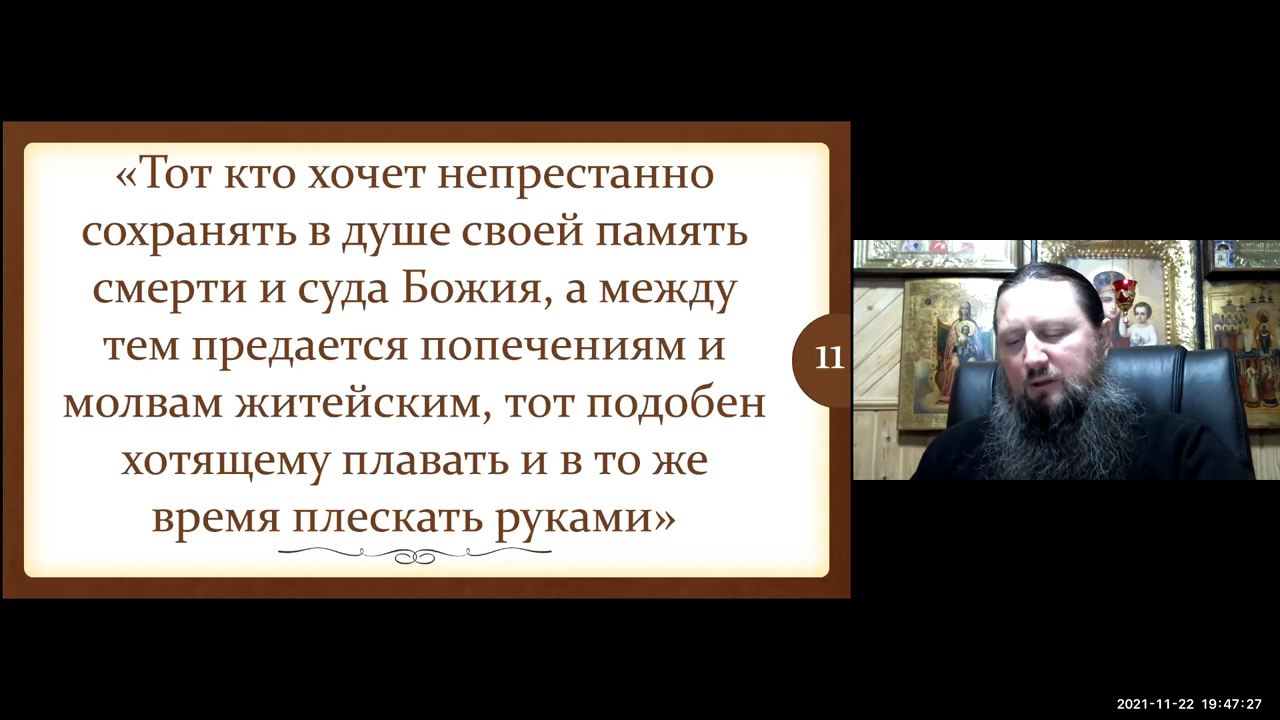 «Тот кто хочет непрестанно
сохранять в душе своей память
смерти и суда Божия, а между
тем предается попечениям и
молвам житейским, тот подобен
хотящему плавать и в то же
время плескать руками»
11
2021-11-22 19:47:27